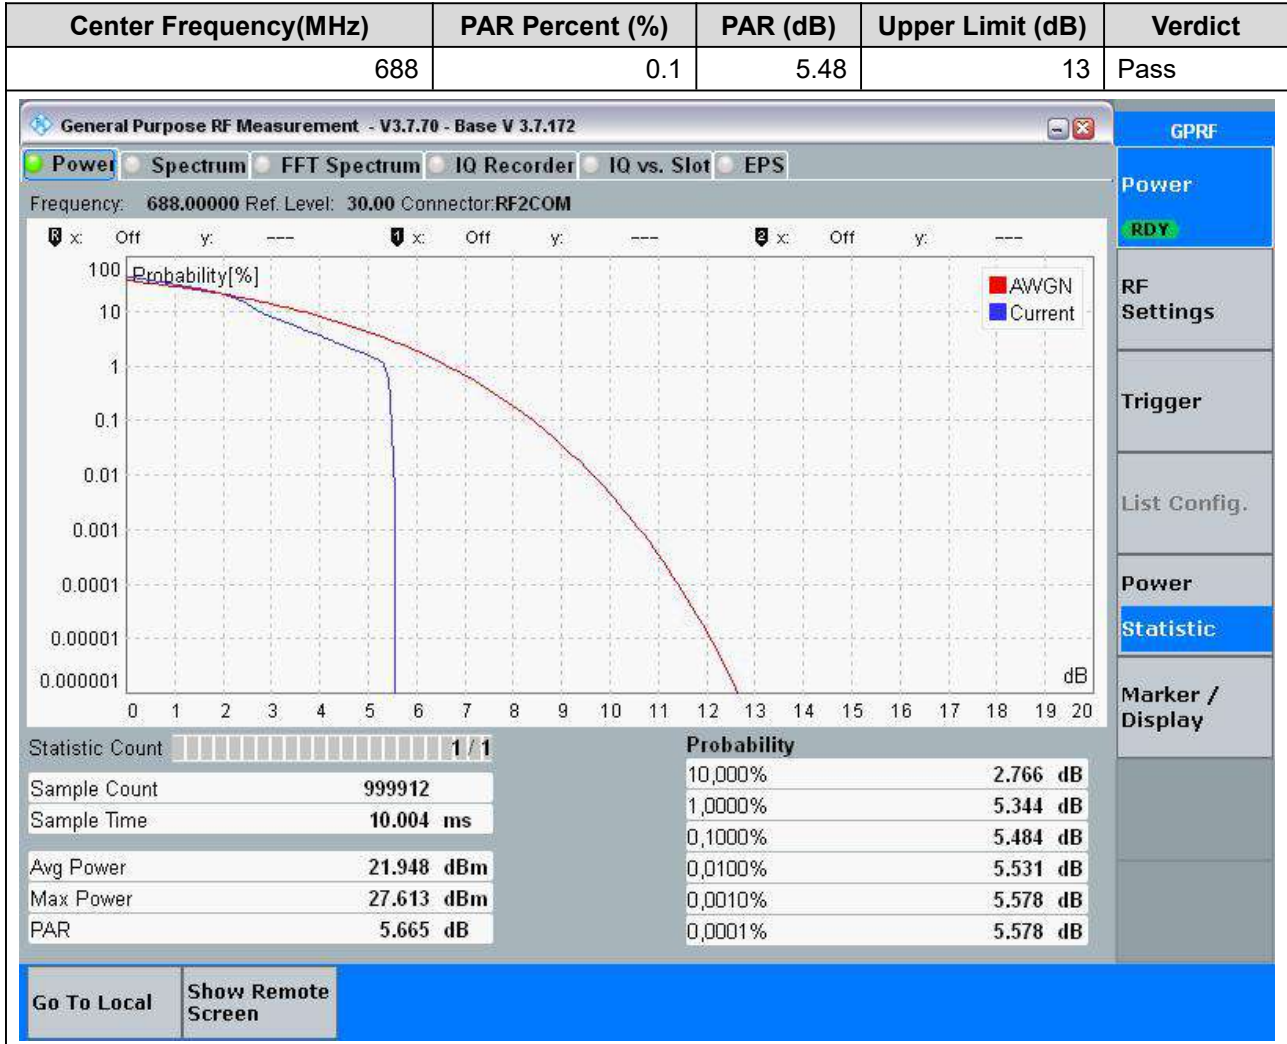 Center Frequency(MHz) PAR Percent (%) PAR (dB) Upper Limit (dB) Verdict
688 0.1 5.48 13 Pass
General Purpose RF Measurement - V3.7.70 - Base V 3.7.172
GPRF
Power Spectrum FFT Spectrum IQ Recorder IQ vs. Slot EPS
Frequency: 688.00000 Ref. Level: 30.00 Connector:RF2COM
R x: Off y: --- 1 x: Off y: --- 2 x: Off y: ---
Probability[%]
AWGN
Current
100
10
1
0.1
0.01
0.001
0.0001
0.00001
0.000001
dB
0 1 2 3 4 5 6 7 8 9 10 11 12 13 14 15 16 17 18 19 20
Statistic Count 1 / 1
Sample Count 999912
Sample Time 10.004 ms
Avg Power 21.948 dBm
Max Power 27.613 dBm
PAR 5.665 dB
Probability
10,000% 2.766 dB
1,0000% 5.344 dB
0,1000% 5.484 dB
0,0100% 5.531 dB
0,0010% 5.578 dB
0,0001% 5.578 dB
Power
RDY
RF
Settings
Trigger
List Config.
Power
Statistic
Marker /
Display
Go To Local
Show Remote
Screen